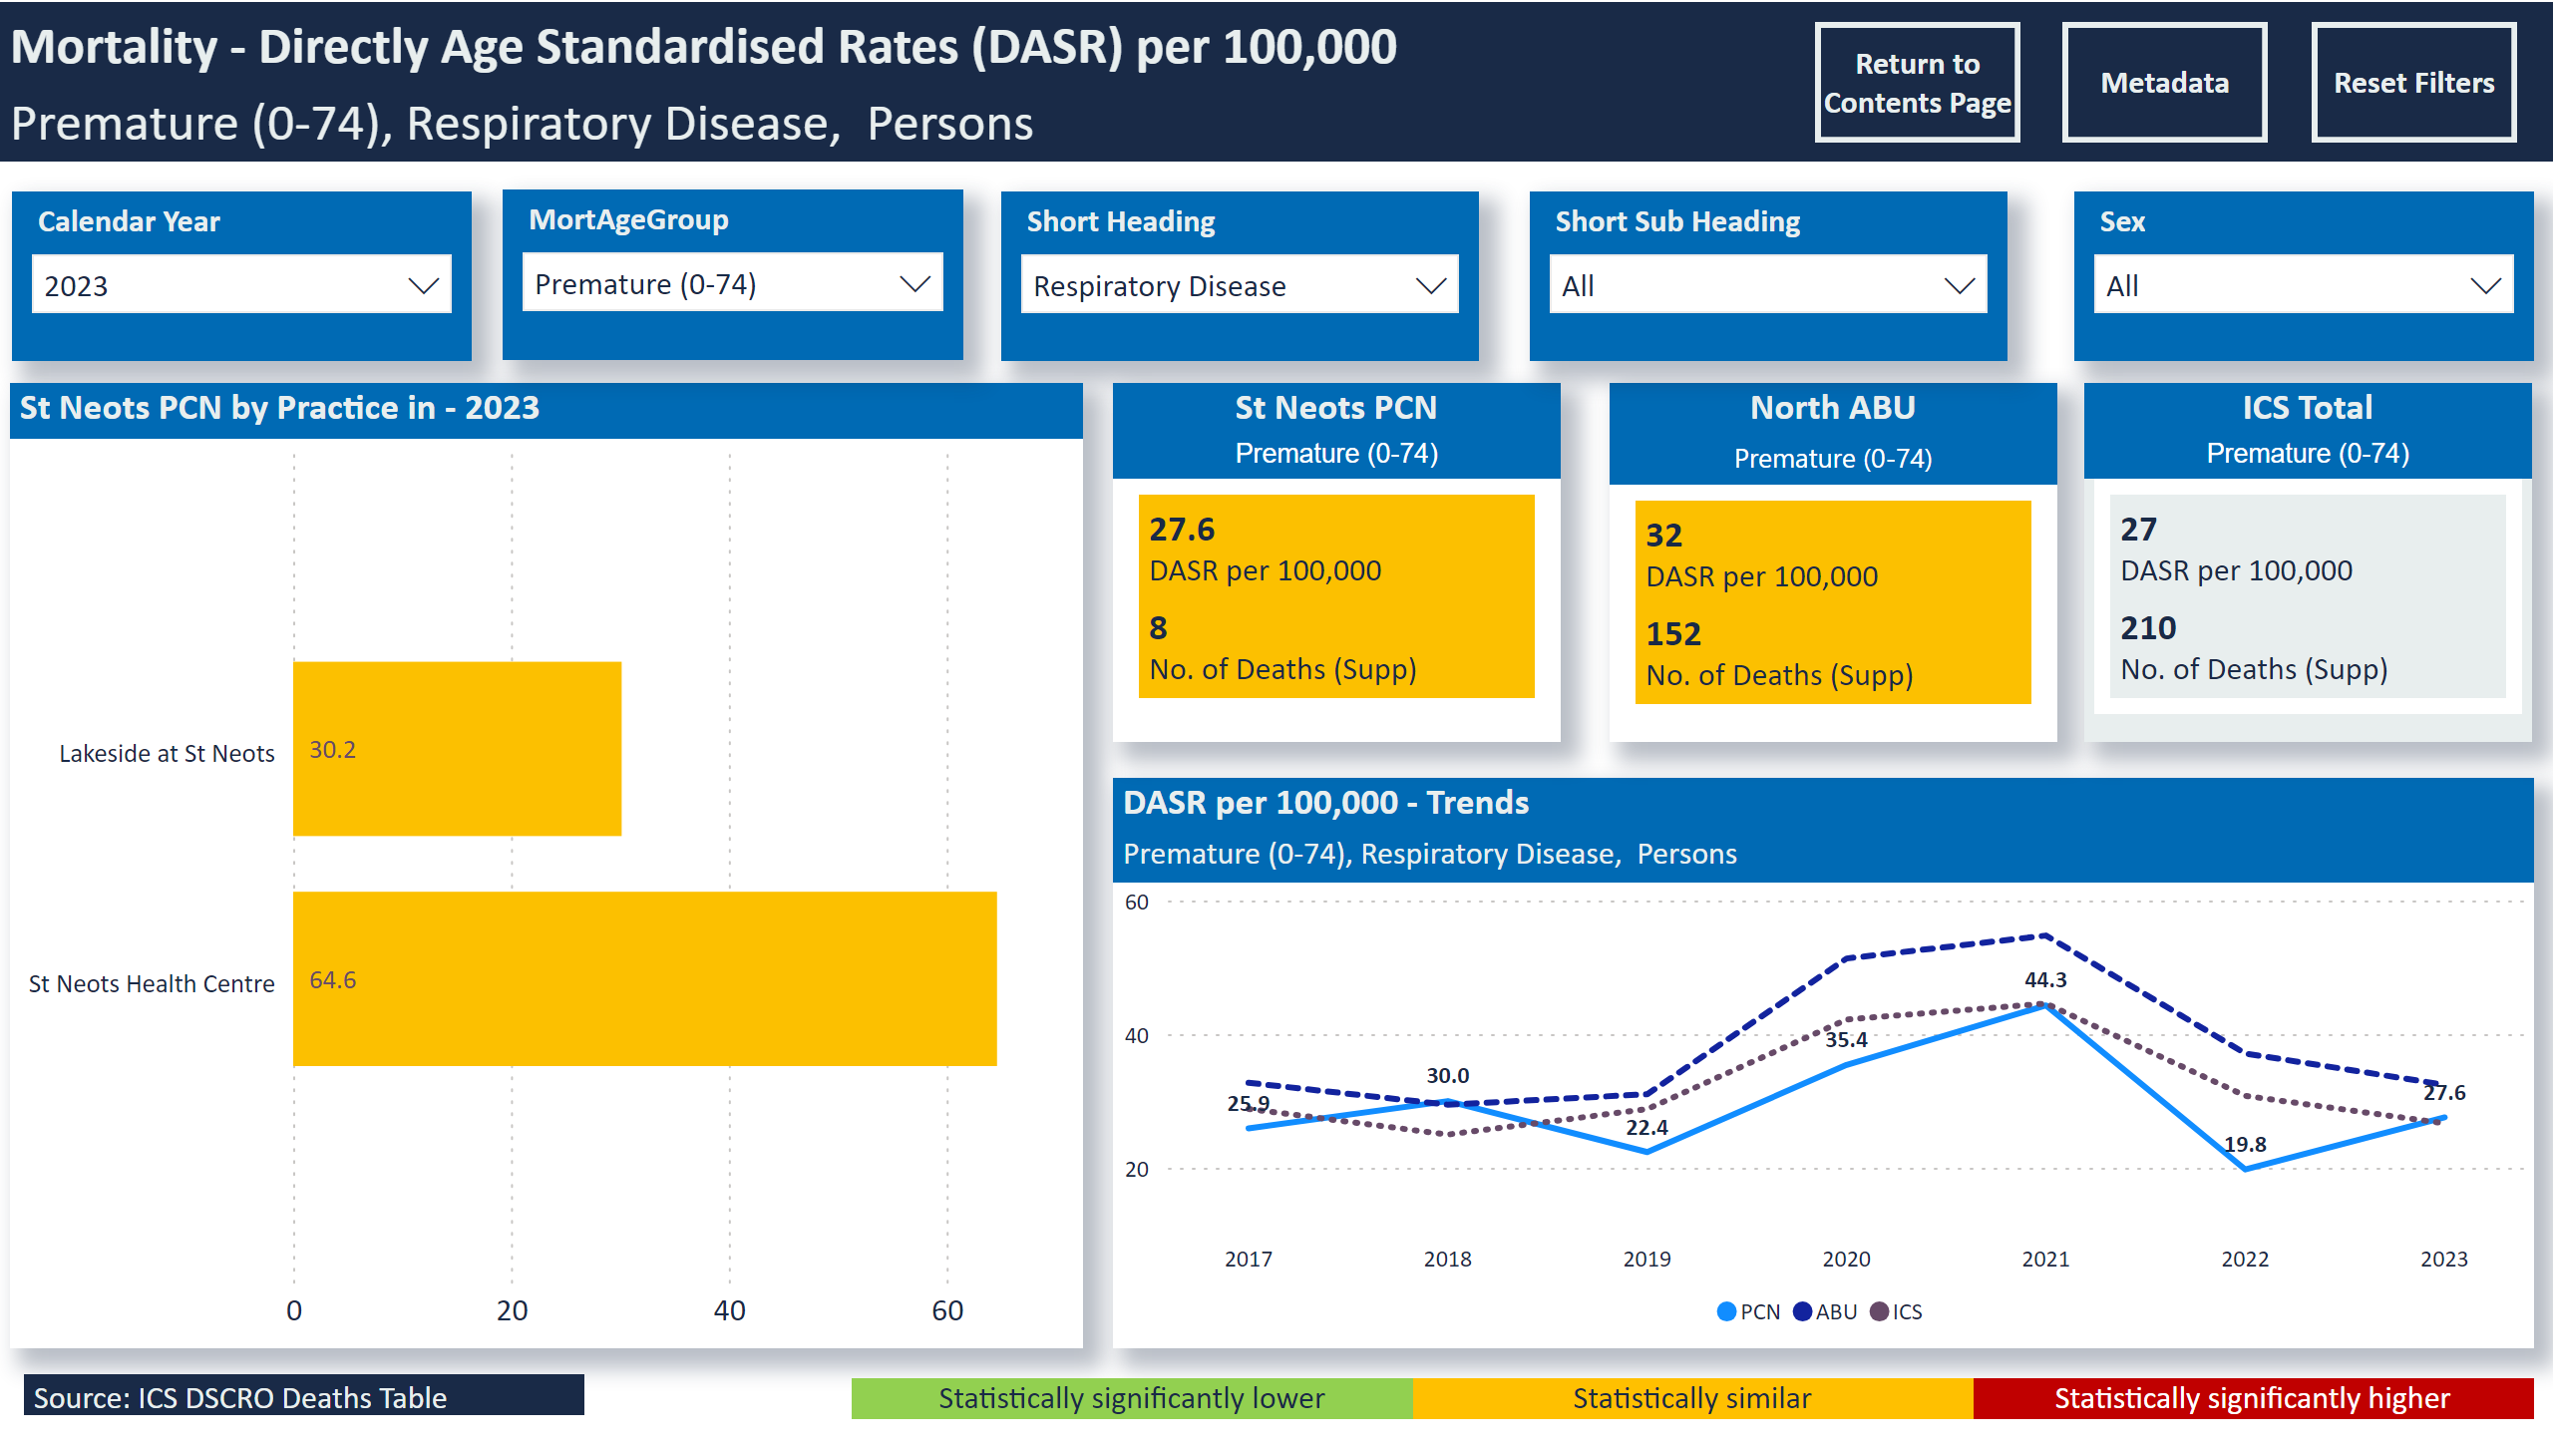 Mortality - Directly Age Standardised Rates (DASR) per 100,000
Premature (0-74), Respiratory Disease,  Persons
Return to
Contents Page
Metadata
Reset Filters
Calendar Year
2023
MortAgeGroup
Premature (0-74)
Short Heading
Respiratory Disease
Short Sub Heading
All
Sex
All
St Neots PCN by Practice in - 2023
Lakeside at St Neots
30.2
St Neots Health Centre
64.6
0
20
40
60
St Neots PCN
Premature (0-74)
27.6
DASR per 100,000
8
No. of Deaths (Supp)
North ABU
Premature (0-74)
32
DASR per 100,000
152
No. of Deaths (Supp)
ICS Total
Premature (0-74)
27
DASR per 100,000
210
No. of Deaths (Supp)
DASR per 100,000 - Trends
Premature (0-74), Respiratory Disease,  Persons
60
40
20
25.9
30.0
22.4
35.4
44.3
19.8
27.6
2017
2018
2019
2020
2021
2022
2023
PCN
ABU
ICS
Source: ICS DSCRO Deaths Table
Statistically significantly lower
Statistically similar
Statistically significantly higher